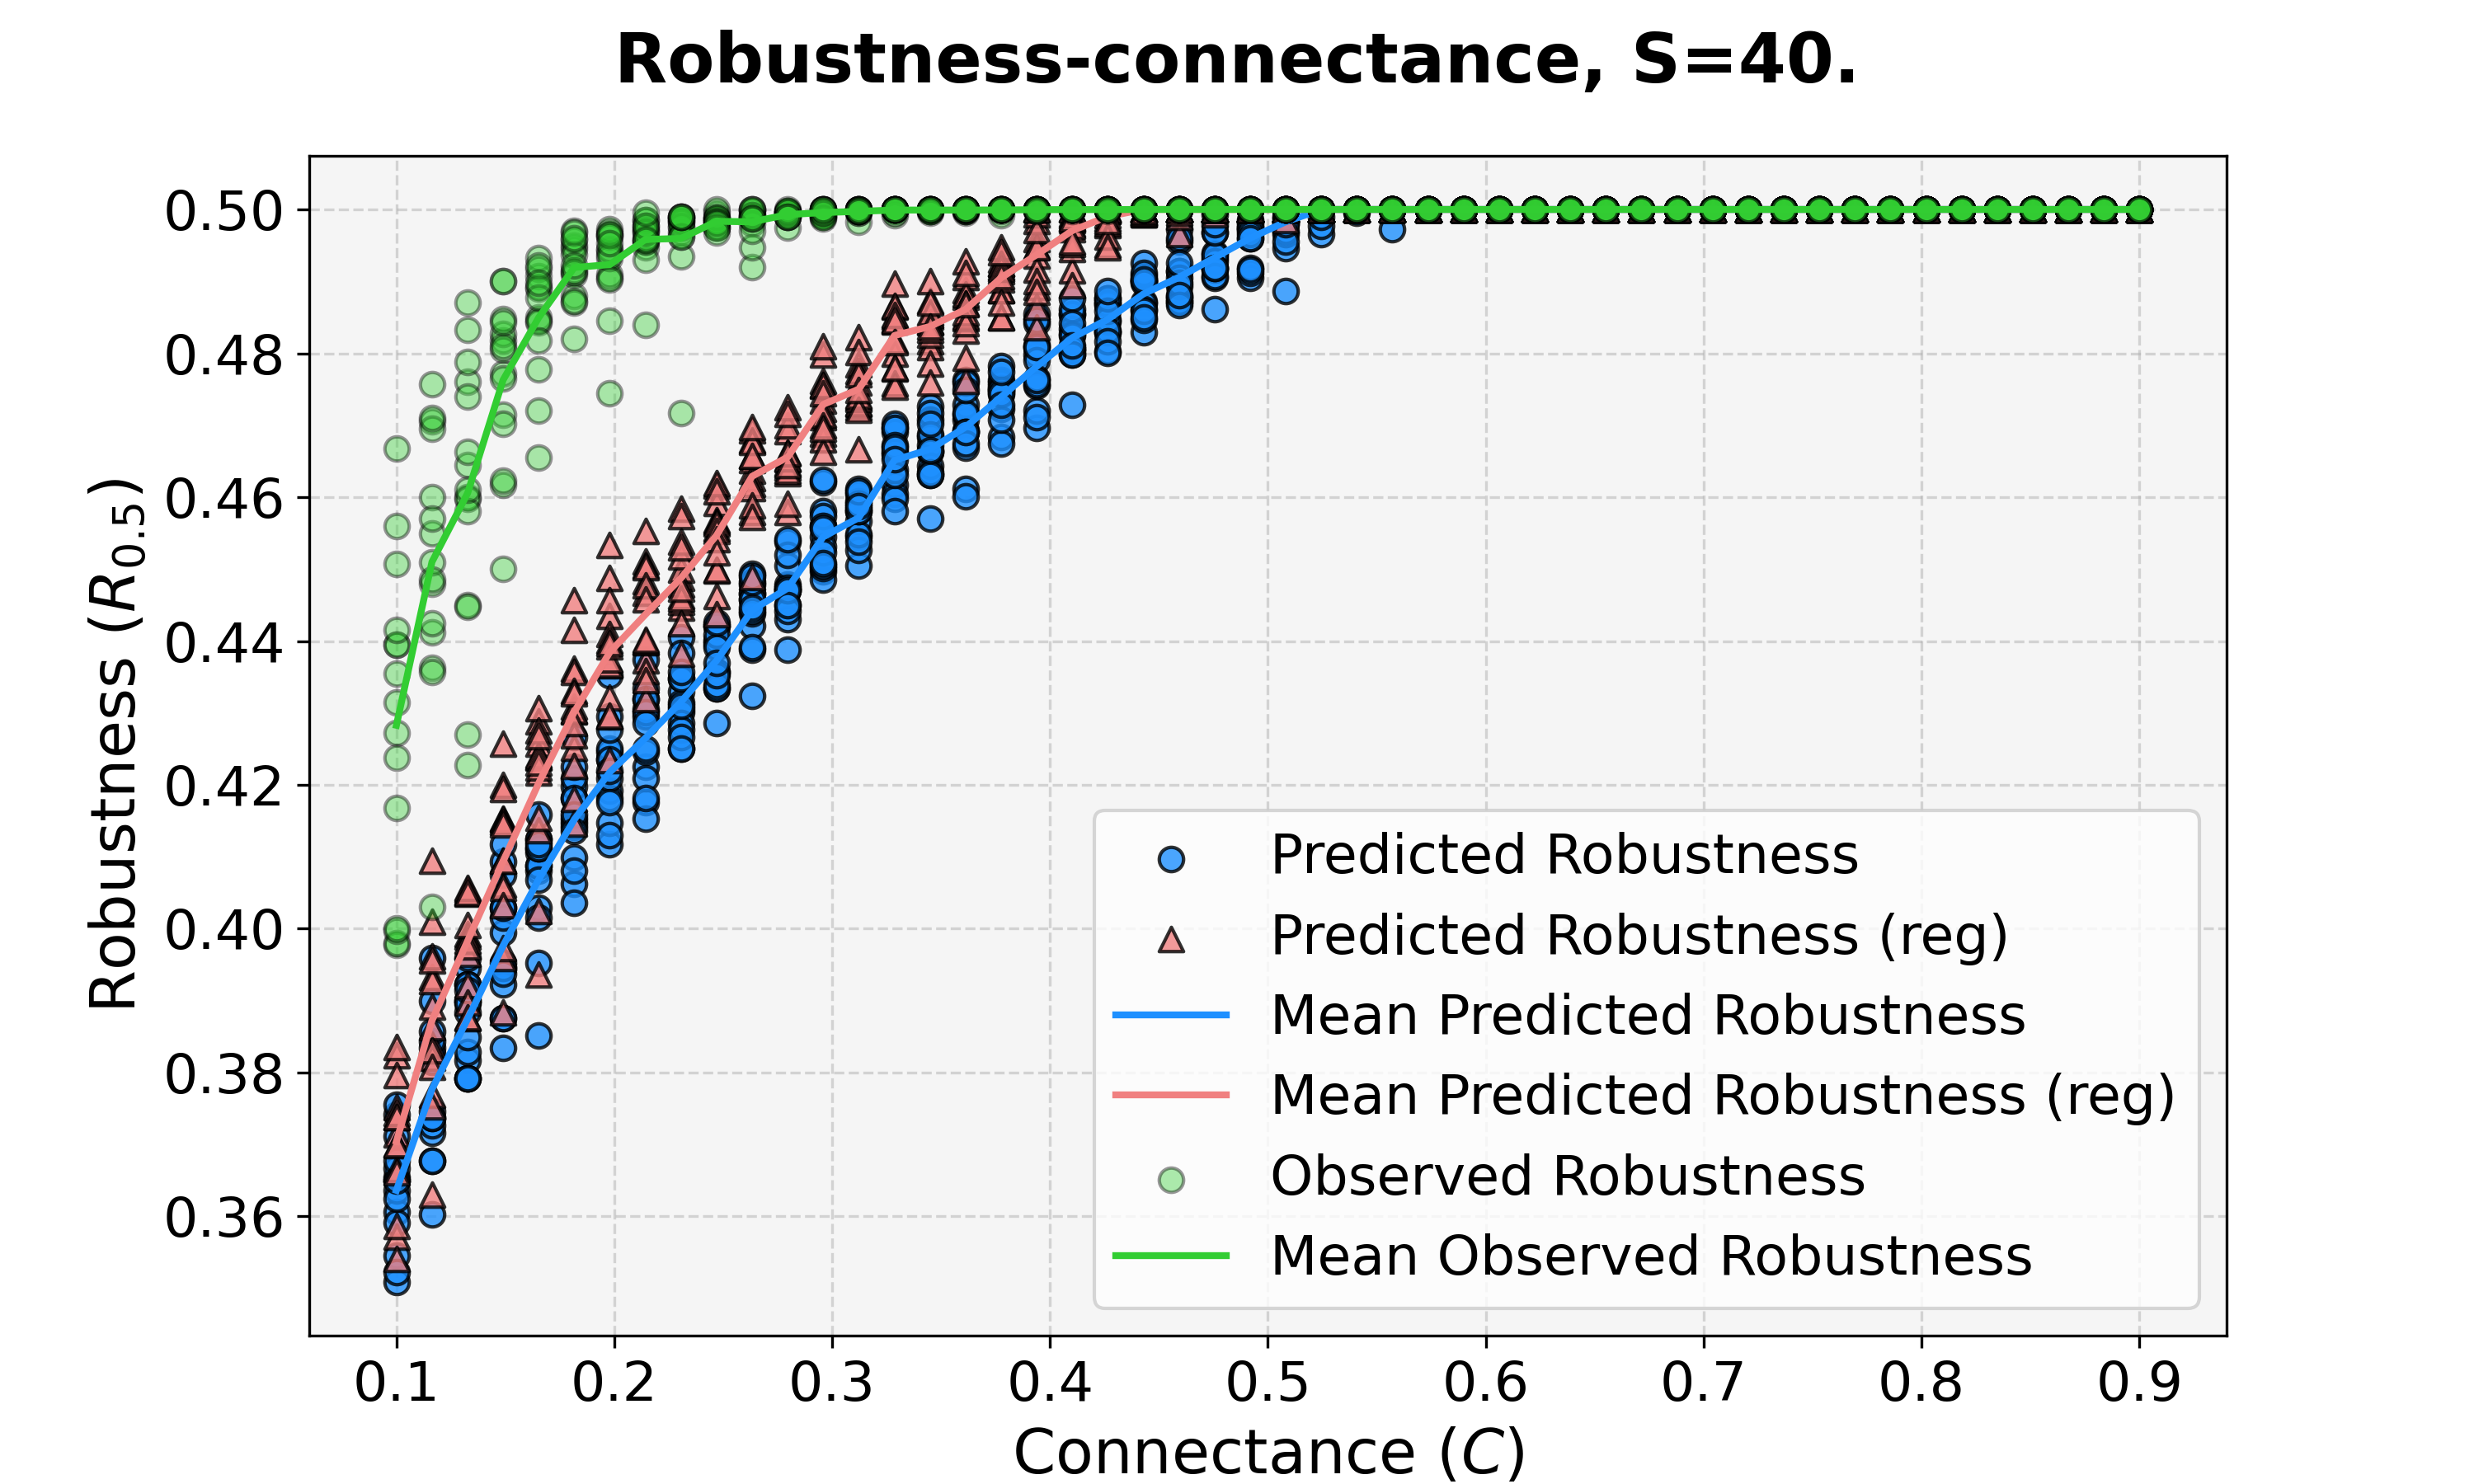 Robustness-connectance, S=40.
Robustness (R0.5)
0.50
0.48
0.46
0.44
0.42
0.40
0.38
0.36
Predicted Robustness
Predicted Robustness (reg)
Mean Predicted Robustness
Mean Predicted Robustness (reg)
Observed Robustness
Mean Observed Robustness
0.1 0.2 0.3 0.4 0.5 0.6 0.7 0.8 0.9
Connectance (C)